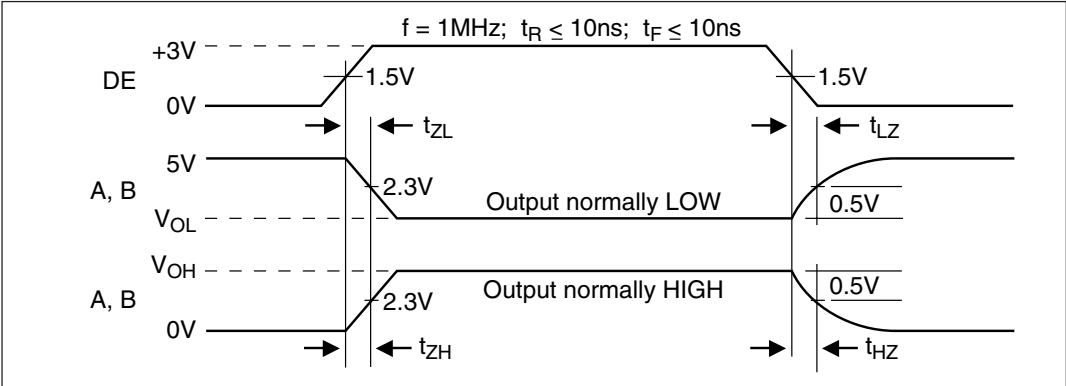 f = 1MHz; tR ≤ 10ns; tF ≤ 10ns
+3V
DE
1.5V
1.5V
0V
tZL
tLZ
5V
A, B
2.3V
Output normally LOW
0.5V
VOL
VOH
A, B
2.3V
Output normally HIGH
0.5V
0V
tZH
tHZ